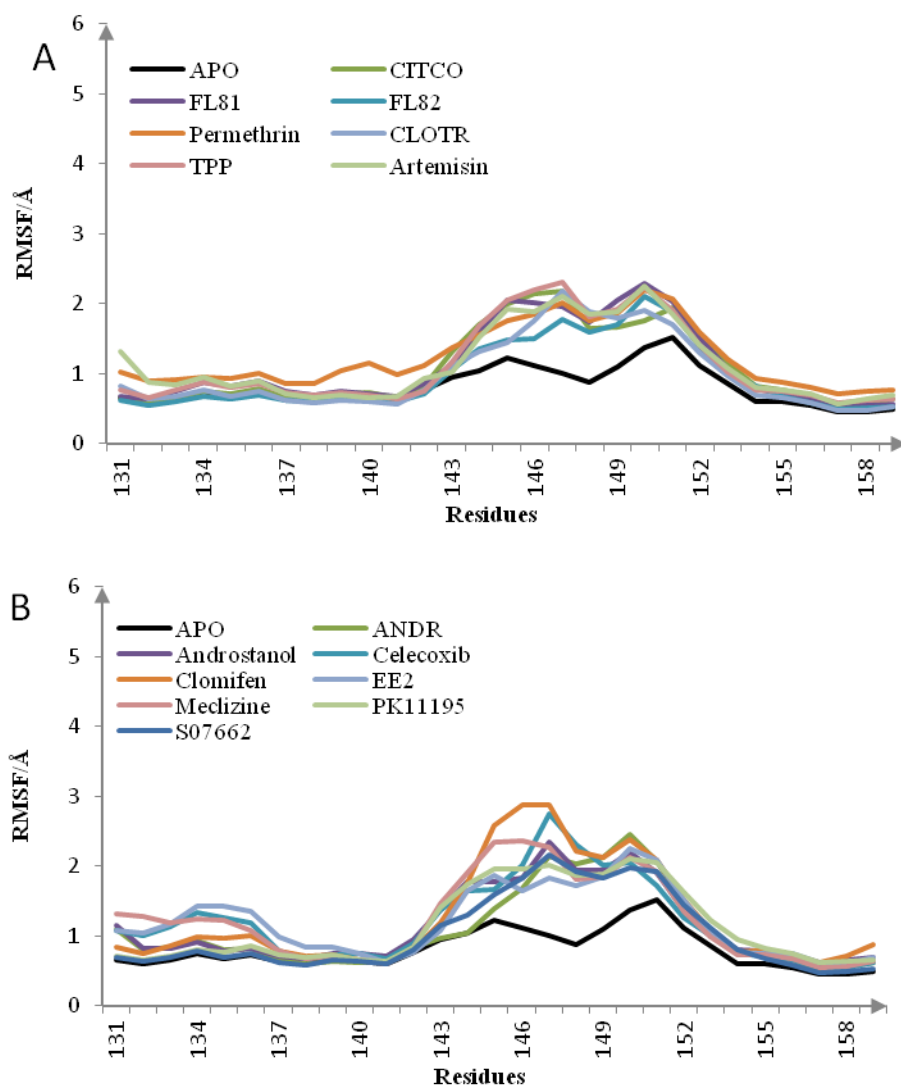 A
6
5
4
3
2
1
0
RMSF/Å
APO CITCO
FL81 FL82
Permethrin CLOTR
TPP Artemisin
131 134 137 140 143 146 149 152 155 158
Residues
B
6
5
4
3
2
1
0
RMSF/Å
APO ANDR
Androstanol Celecoxib
Clomifen EE2
Meclizine PK11195
S07662
131 134 137 140 143 146 149 152 155 158
Residues